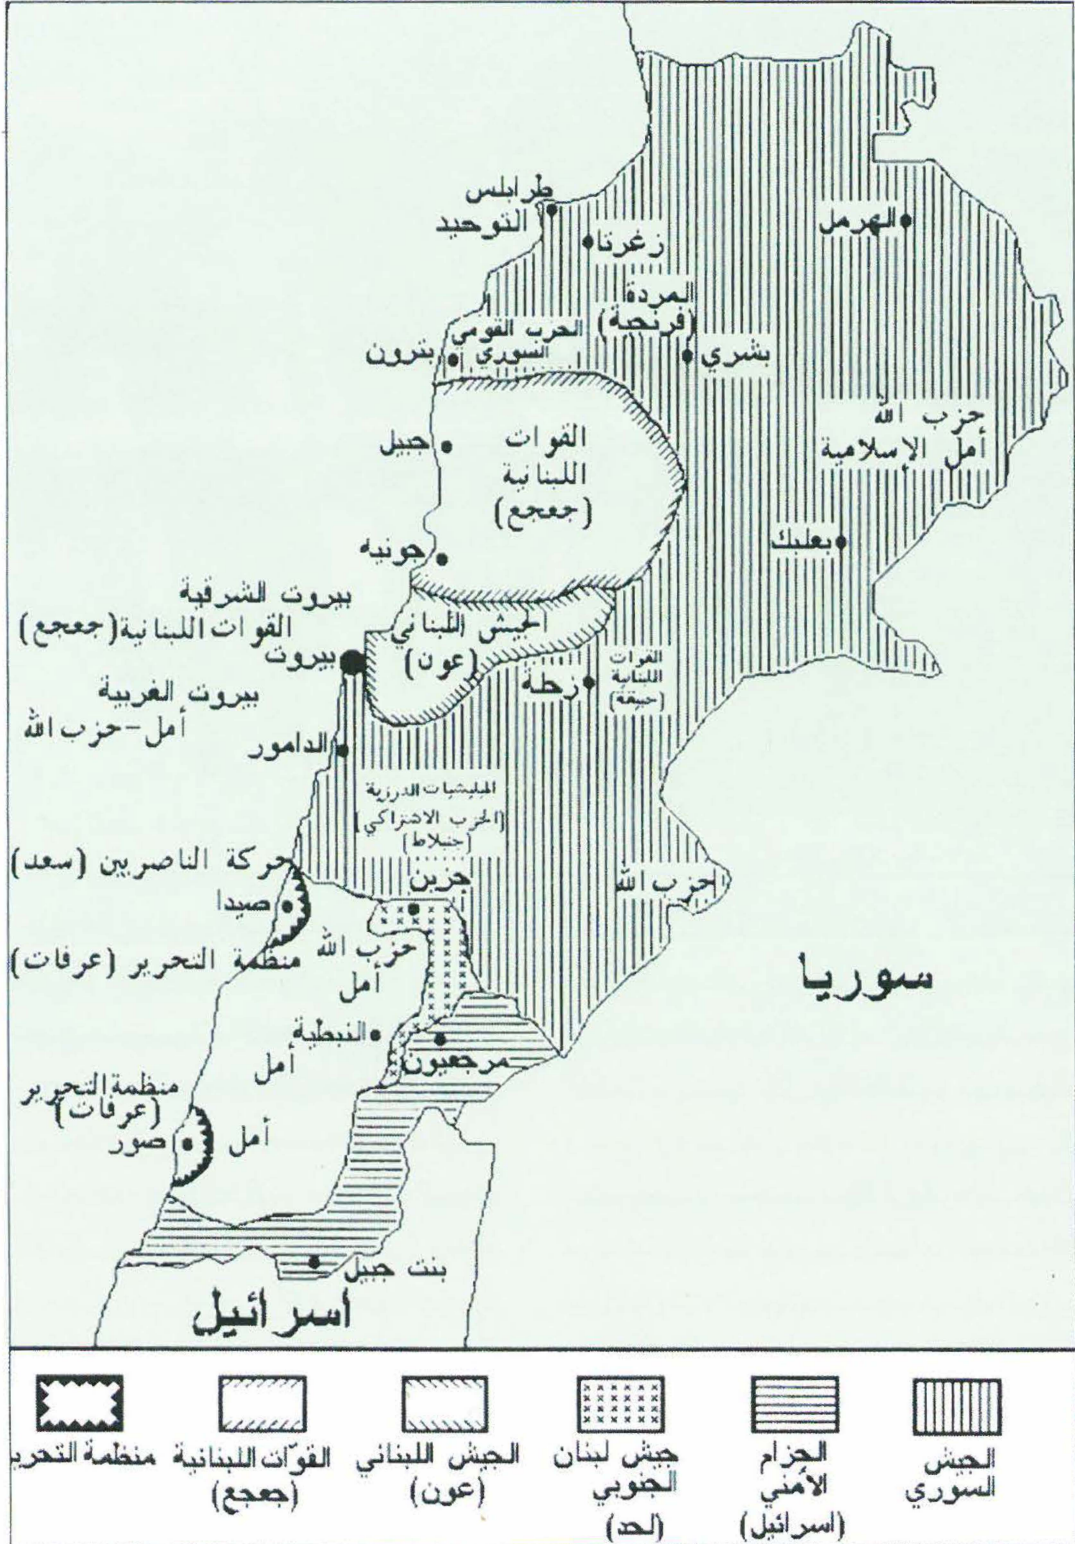 طرابلس
التوحيد
زغرتا
الهرمل
المردة
(فرنجية)
الحزب القومي
السوري
بترون
بشري
حزب الله
أمل الإسلامية
جبيل
القوات
اللبنانية
(جعجع)
بعلبك
جونيه
بيروت الشرقية
القوات اللبنانية (جعجع)
الجيش اللبناني
(عون)
بيروت
القوات
اللبنانية
(حبيقة)
زحلة
بيروت الغربية
أمل-حزب الله
الدامور
الميليشيات الدرزية
(الحزب الاشتراكي)
(جنبلاط)
حركة الناصريين (سعد)
جزين
حزب الله
صيدا
حزب الله
أمل
منظمة التحرير (عرفات)
سوريا
النبطية
أمل
مرجعيون
منظمة التحرير
(عرفات)
صور
أمل
بنت جبيل
اسرائيل
الجيش
السوري
الحزام
الأمني
(اسرائيل)
جيش لبنان
الجنوبي
(لحد)
الجيش اللبناني
(عون)
القوّات اللبنانية
(جعجع)
منظمة التحرير